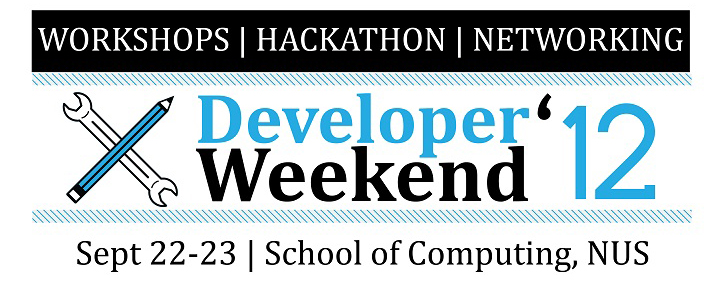 WORKSHOPS | HACKATHON | NETWORKING
Developer ‘12
Weekend
Sept 22-23 | School of Computing, NUS